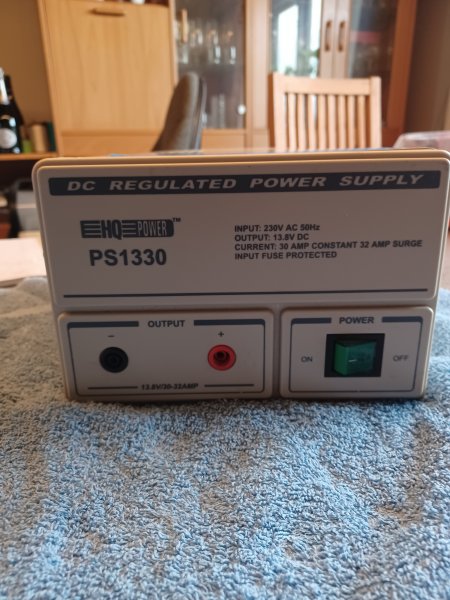 DC REGULATED POWER SUPPLY
HQ POWER™
PS1330
INPUT: 230V AC 50Hz
OUTPUT: 13.8V DC
CURRENT: 30 AMP CONSTANT 32 AMP SURGE
INPUT FUSE PROTECTED
OUTPUT
- +
13.8V/30-32AMP
POWER
ON OFF